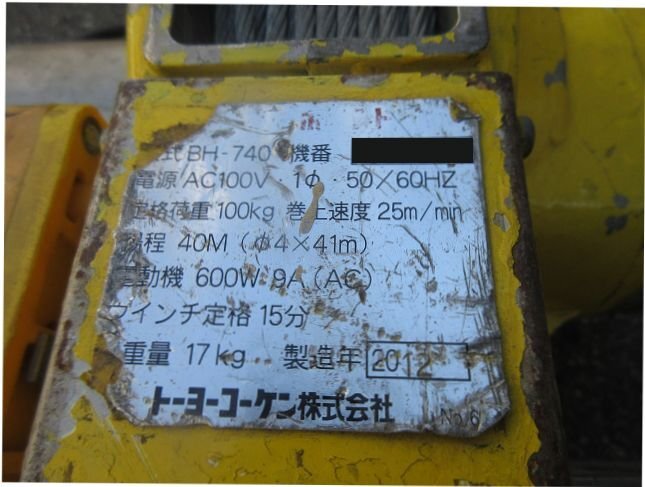 式 BH-740 機番
電源 AC100V 1φ 50/60HZ
定格荷重 100kg 巻上速度 25m/min
揚程 40M (φ4×41m)
電動機 600W 9A (AC)
ウインチ定格 15分
重量 17kg 製造年 2012
トーヨーコーケン株式会社
No.6